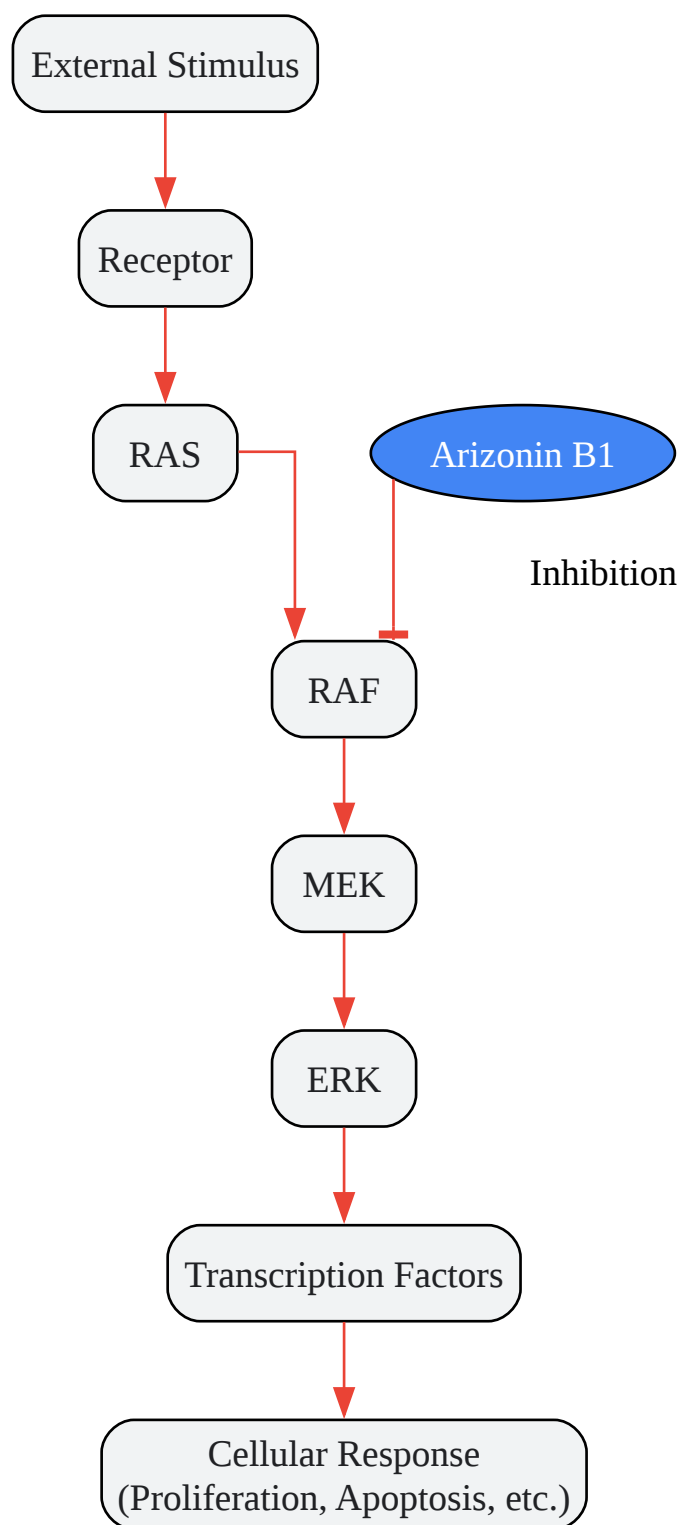 External Stimulus
Receptor
RAS
Arizonin B1
Inhibition
RAF
MEK
ERK
Transcription Factors
Cellular Response
(Proliferation, Apoptosis, etc.)